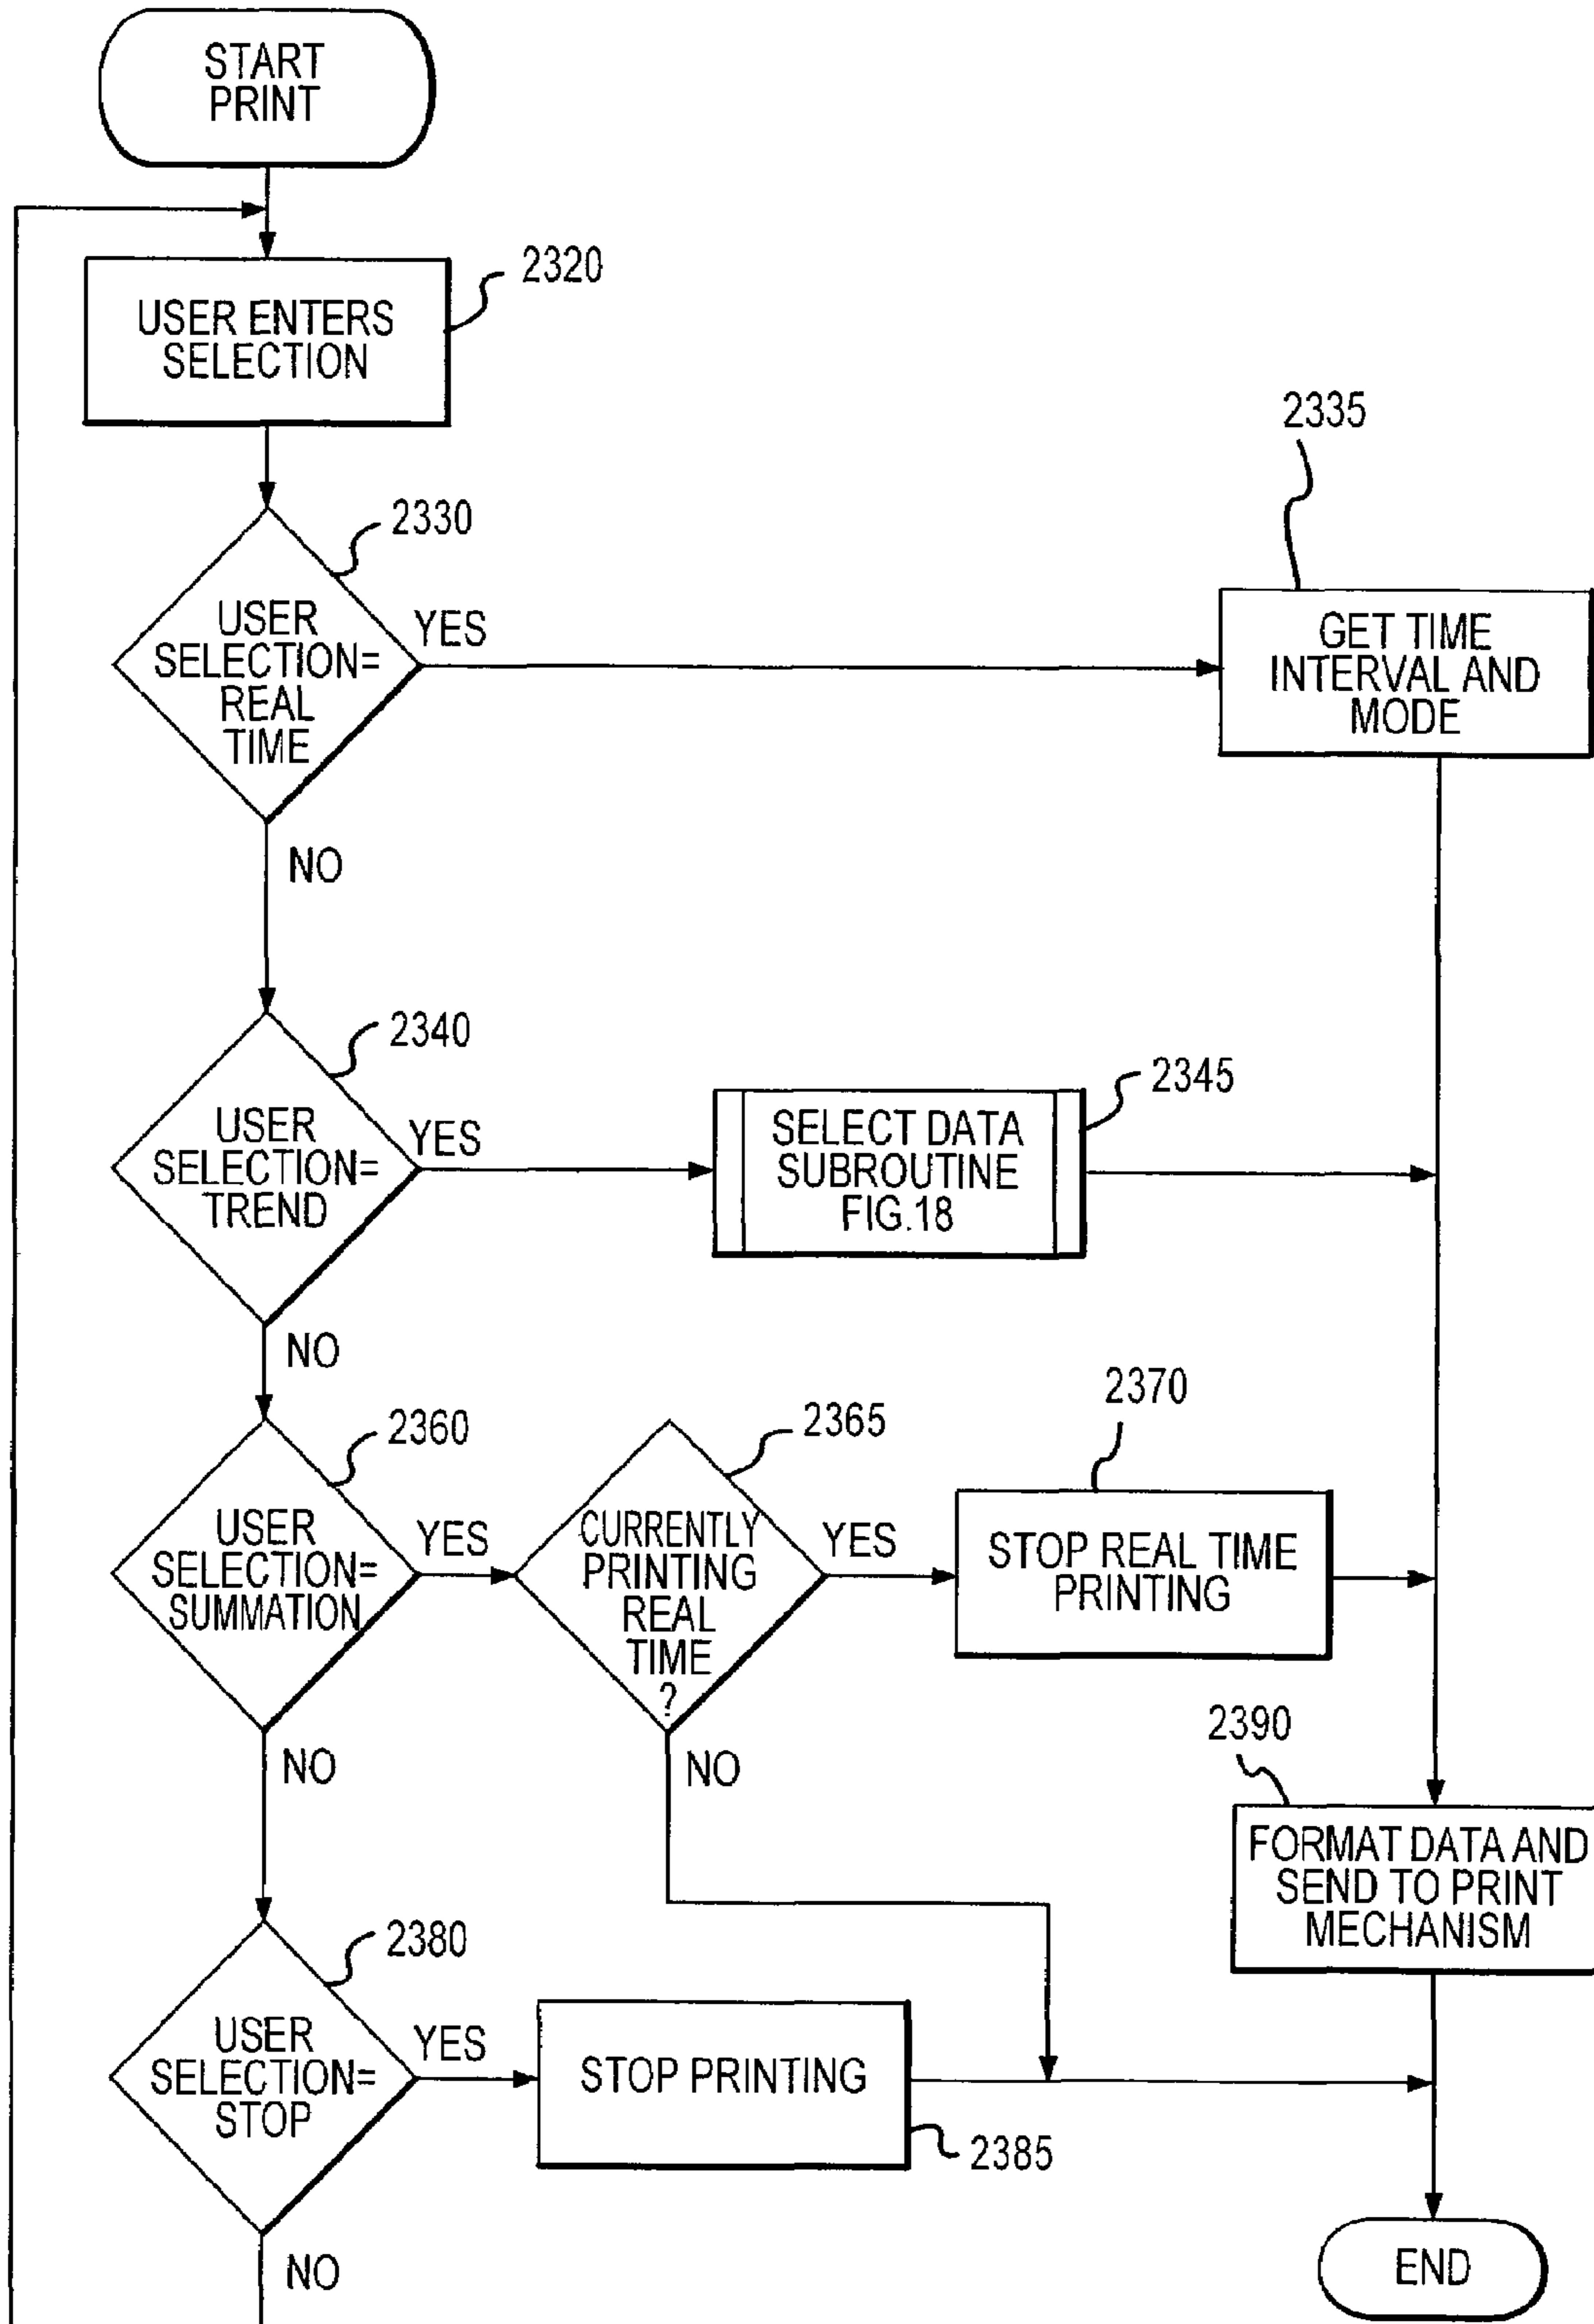 START
PRINT
2320
USER ENTERS
SELECTION
2335
2330
USER
SELECTION=
REAL
TIME
YES
GET TIME
INTERVAL AND
MODE
NO
2340
USER
SELECTION=
TREND
YES
2345
SELECT DATA
SUBROUTINE
FIG.18
NO
2360
USER
SELECTION=
SUMMATION
YES
2365
CURRENTLY
PRINTING
REAL
TIME
?
YES
2370
STOP REAL TIME
PRINTING
NO
NO
2390
FORMAT DATA AND
SEND TO PRINT
MECHANISM
2380
USER
SELECTION=
STOP
YES
STOP PRINTING
2385
NO
END